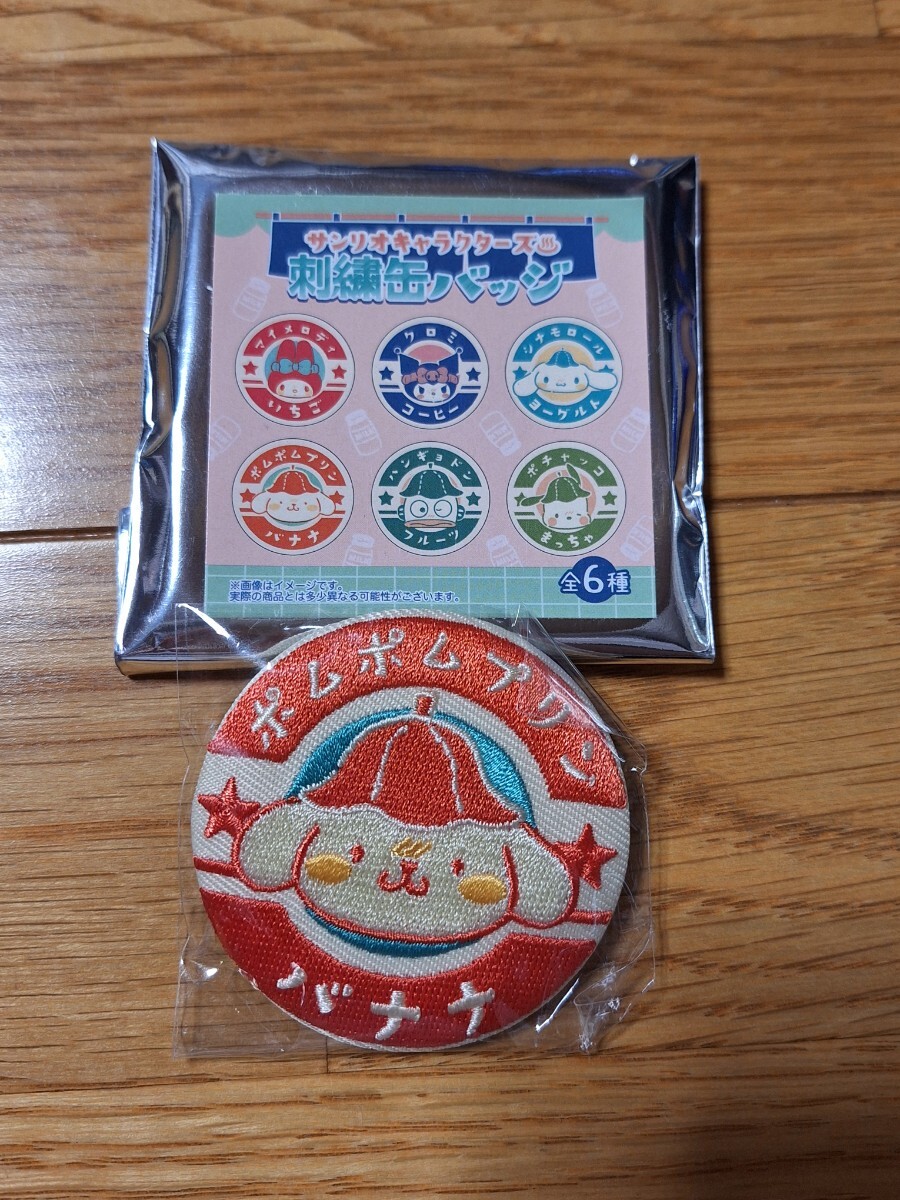 サンリオキャラクターズ
刺繍缶バッジ
マイメロディ
いちご
クロミ
コーヒー
シナモロール
ヨーグルト
ポムポムプリン
バナナ
ハンギョドン
フルーツ
ポチャッコ
まっちゃ
※画像はイメージです。
実際の商品とは多少異なる可能性がございます。
全6種
ポムポムプリン
バナナ